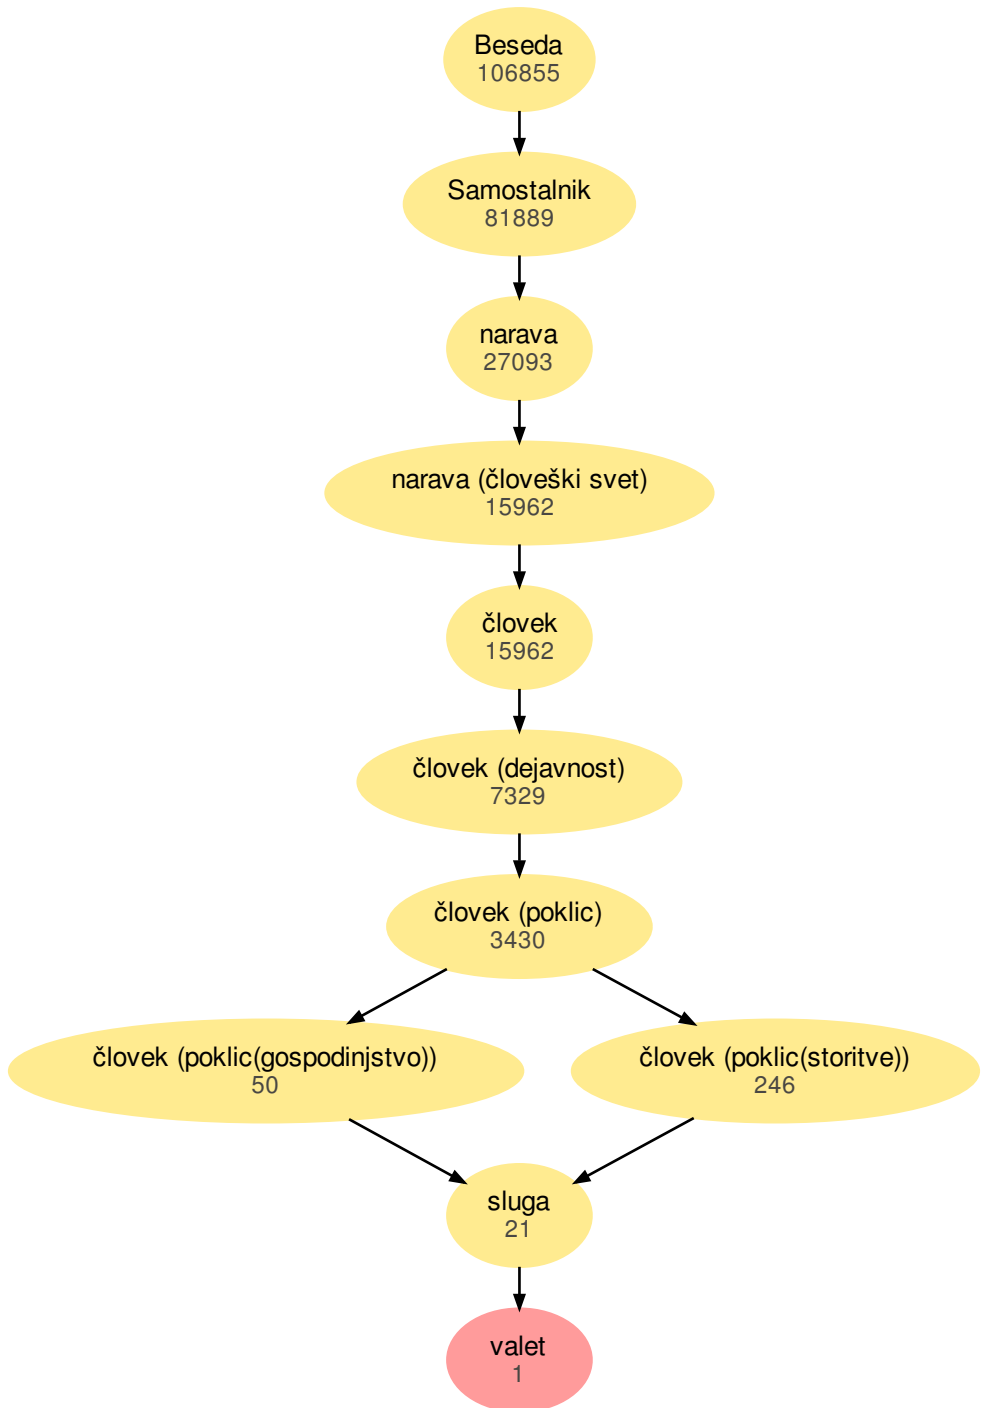 Beseda
106855
Samostalnik
81889
narava
27093
narava (človeški svet)
15962
človek
15962
človek (dejavnost)
7329
človek (poklic)
3430
človek (poklic(gospodinjstvo))
50
človek (poklic(storitve))
246
sluga
21
valet
1